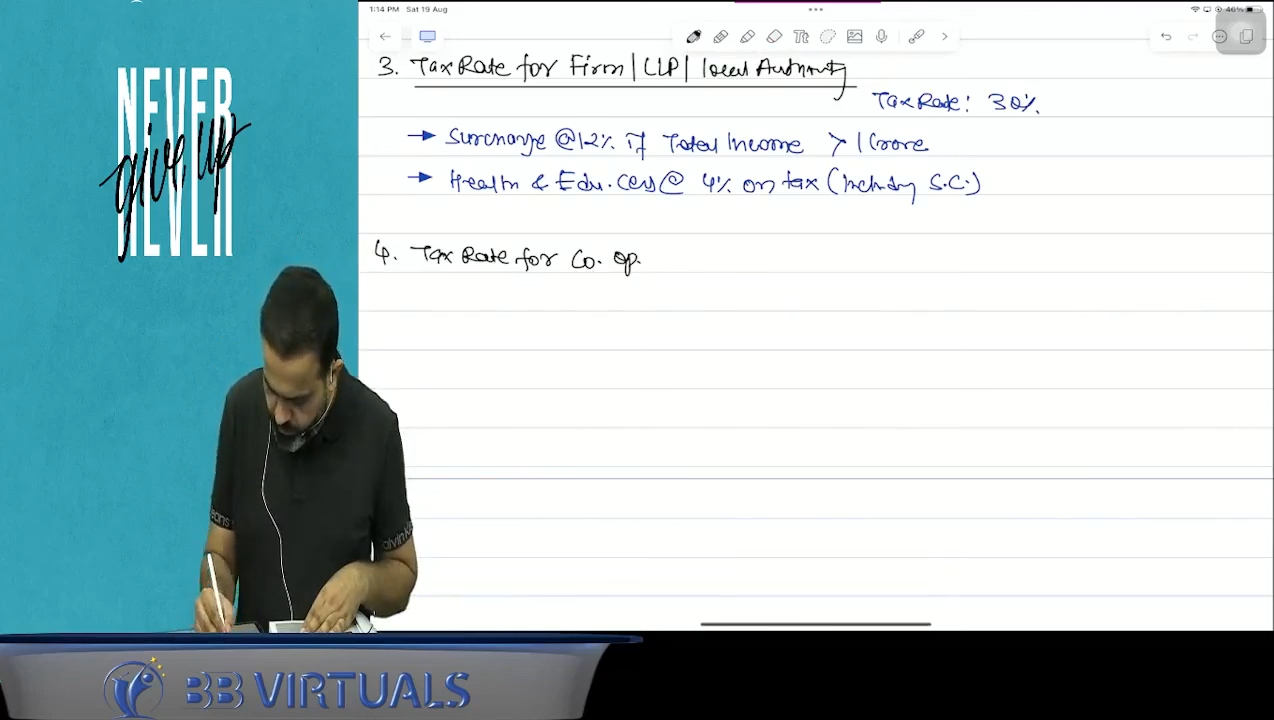 1:14 PM Sat 19 Aug
46%
NEVER
give up
NEVER
3. Tax Rate for Firm | LLP | local Authority
Tax Rate: 30%.
→ Surcharge @12% if Total Income > 1 Crore
→ Health & Edu. Cess @ 4% on tax (Including S.C.)
4. Tax Rate for Co. op.
BB VIRTUALS